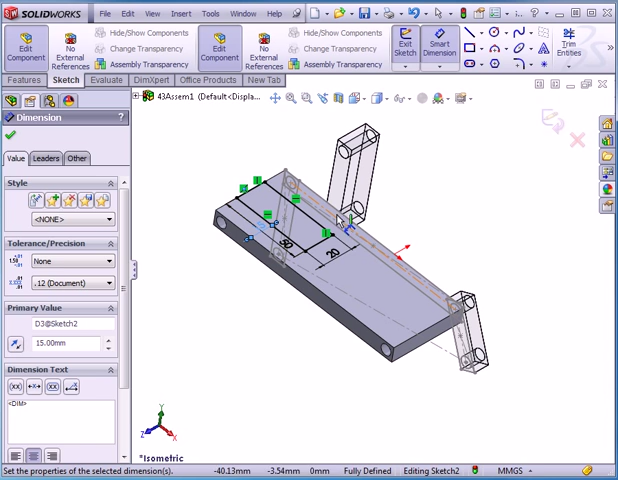 SOLIDWORKS File Edit View Insert Tools Window Help
Edit Component
No External References
Hide/Show Components
Change Transparency
Assembly Transparency
Edit Component
No External References
Hide/Show Components
Change Transparency
Assembly Transparency
Exit Sketch
Smart Dimension
Trim Entities
Features Sketch Evaluate DimXpert Office Products New Tab
43Assem1 (Default<Displa...
Dimension ?
Value Leaders Other
Style
<NONE>
Tolerance/Precision
None
.12 (Document)
Primary Value
D3@Sketch2
15.00mm
Dimension Text
<DIM>
50
20
Y
Z
X
*Isometric
Set the properties of the selected dimension(s). -40.13mm -3.54mm 0mm Fully Defined Editing Sketch2 MMGS